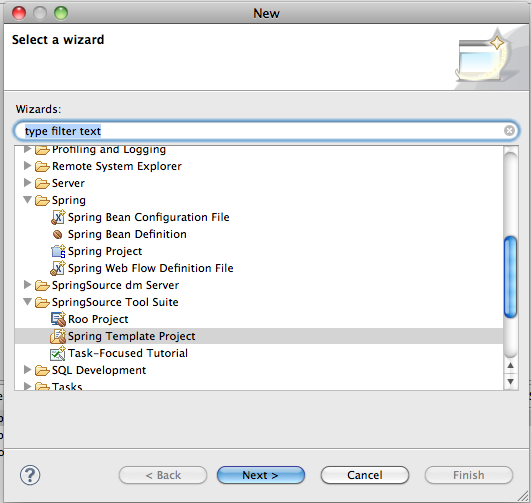 New
Select a wizard
Wizards:
type filter text
Profiling and Logging
Remote System Explorer
Server
Spring
Spring Bean Configuration File
Spring Bean Definition
Spring Project
Spring Web Flow Definition File
SpringSource dm Server
SpringSource Tool Suite
Roo Project
Spring Template Project
Task-Focused Tutorial
SQL Development
Tasks
? < Back Next > Cancel Finish